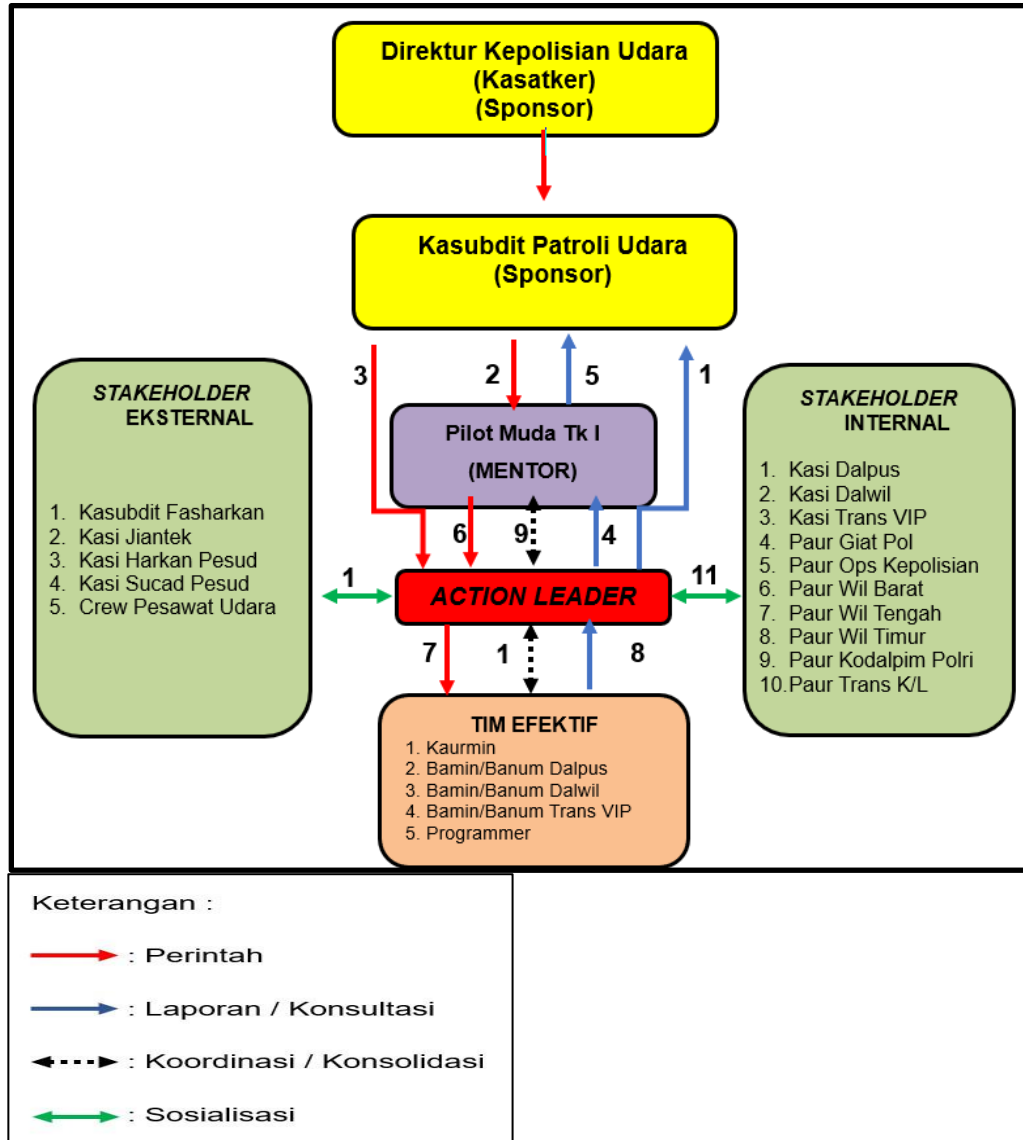 Direktur Kepolisian Udara
(Kasatker)
(Sponsor)
Kasubdit Patroli Udara
(Sponsor)
3
2
5
1
STAKEHOLDER
EKSTERNAL
1. Kasubdit Fasharkan
2. Kasi Jiantek
3. Kasi Harkan Pesud
4. Kasi Sucad Pesud
5. Crew Pesawat Udara
Pilot Muda Tk I
(MENTOR)
STAKEHOLDER
INTERNAL
1. Kasi Dalpus
2. Kasi Dalwil
3. Kasi Trans VIP
4. Paur Giat Pol
5. Paur Ops Kepolisian
6. Paur Wil Barat
7. Paur Wil Tengah
8. Paur Wil Timur
9. Paur Kodalpim Polri
10.Paur Trans K/L
6
9
4
1
ACTION LEADER
11
7
1
8
TIM EFEKTIF
1. Kaurmin
2. Bamin/Banum Dalpus
3. Bamin/Banum Dalwil
4. Bamin/Banum Trans VIP
5. Programmer
Keterangan :
: Perintah
: Laporan / Konsultasi
: Koordinasi / Konsolidasi
: Sosialisasi